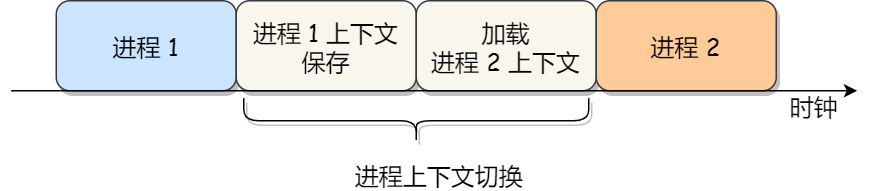 进程 1
进程 1 上下文
保存
加载
进程 2 上下文
进程 2
时钟
进程上下文切换